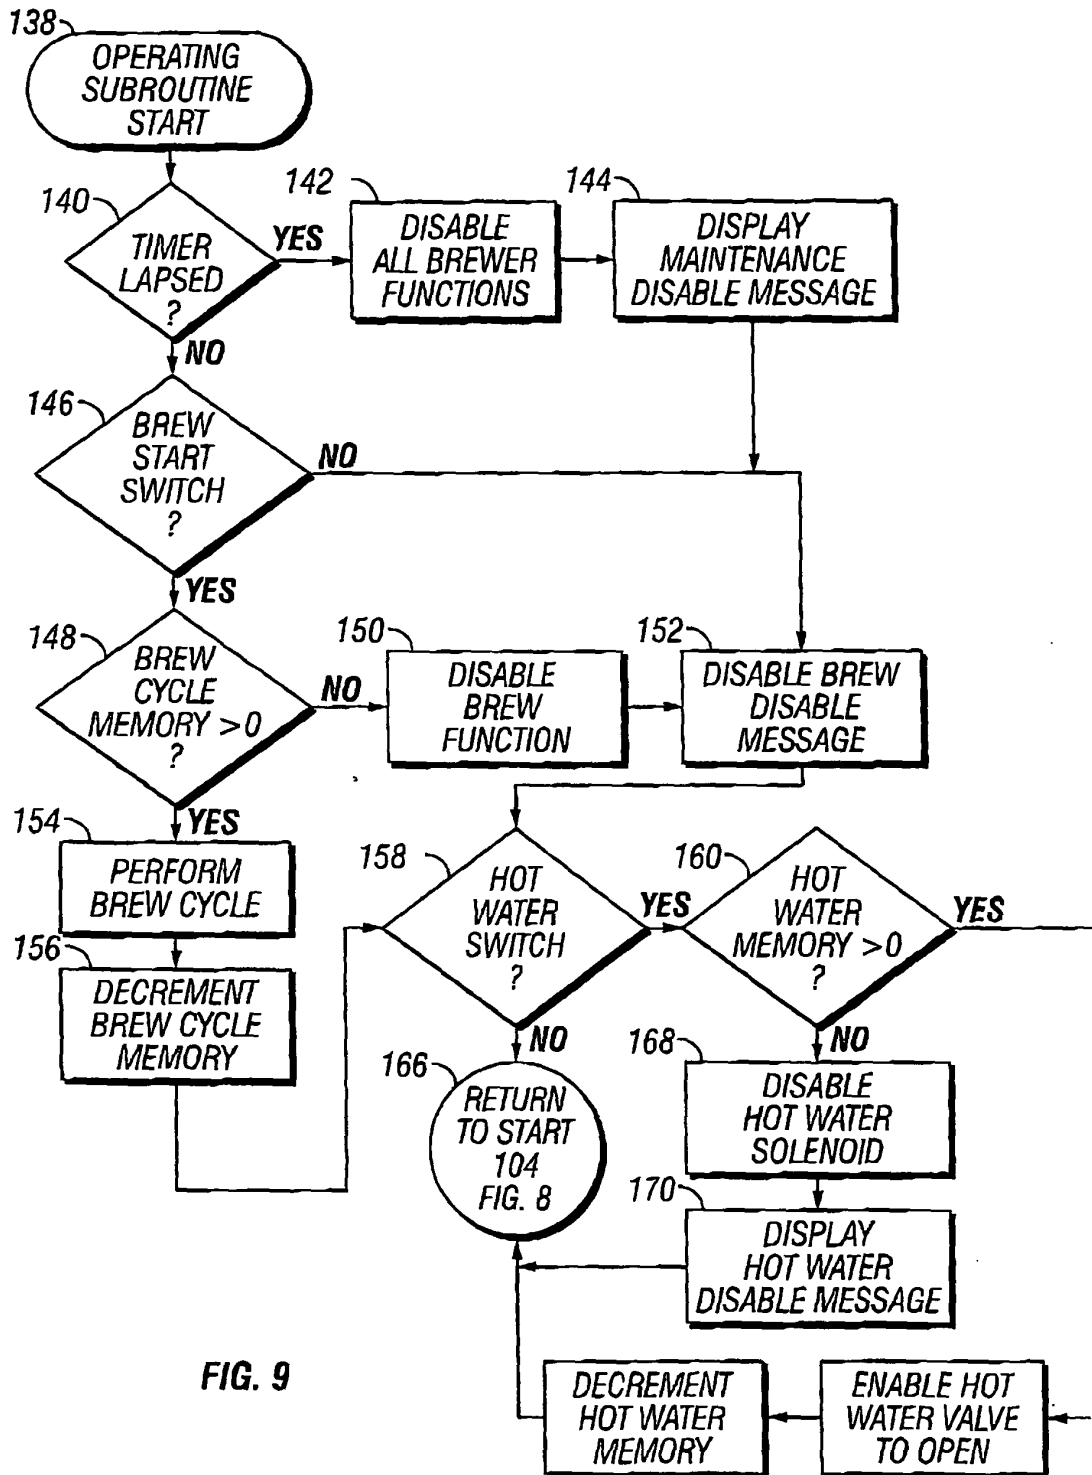 138
OPERATING
SUBROUTINE
START
140
TIMER
LAPSED
?
YES
142
DISABLE
ALL BREWER
FUNCTIONS
144
DISPLAY
MAINTENANCE
DISABLE MESSAGE
NO
146
BREW
START
SWITCH
?
NO
YES
148
BREW
CYCLE
MEMORY >0
?
NO
150
DISABLE
BREW
FUNCTION
152
DISABLE BREW
DISABLE
MESSAGE
YES
154
PERFORM
BREW CYCLE
156
DECREMENT
BREW CYCLE
MEMORY
158
HOT
WATER
SWITCH
?
YES
160
HOT
WATER
MEMORY >0
?
YES
NO
166
RETURN
TO START
104
FIG. 8
NO
168
DISABLE
HOT WATER
SOLENOID
170
DISPLAY
HOT WATER
DISABLE MESSAGE
FIG. 9
DECREMENT
HOT WATER
MEMORY
ENABLE HOT
WATER VALVE
TO OPEN